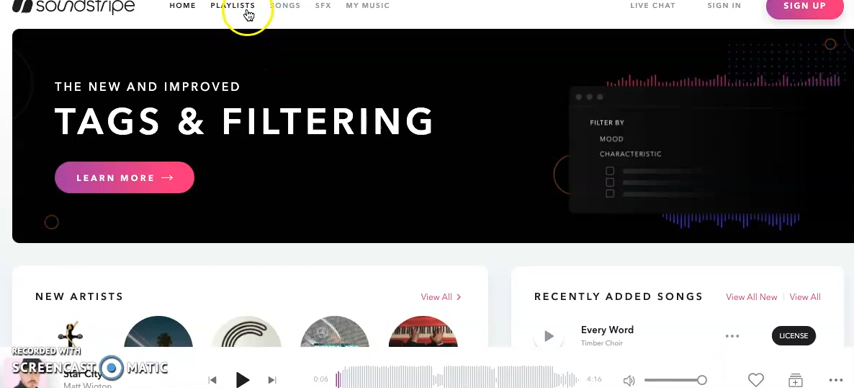 soundstripe
HOME PLAYLISTS SONGS SFX MY MUSIC LIVE CHAT SIGN IN SIGN UP
THE NEW AND IMPROVED
TAGS & FILTERING
LEARN MORE →
FILTER BY
MOOD
CHARACTERISTIC
NEW ARTISTS View All >
RECENTLY ADDED SONGS View All New | View All
Every Word
Timber Choir
LICENSE
RECORDED WITH
SCREENCAST MATIC
Star City
Matt Wigton
0:06
4:16